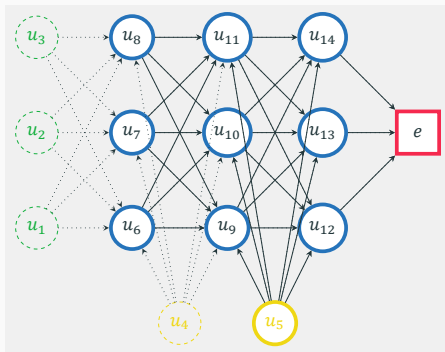 u₃ u₈ u₁₁ u₁₄
u₂ u₇ u₁₀ u₁₃ e
u₁ u₆ u₉ u₁₂
u₄ u₅